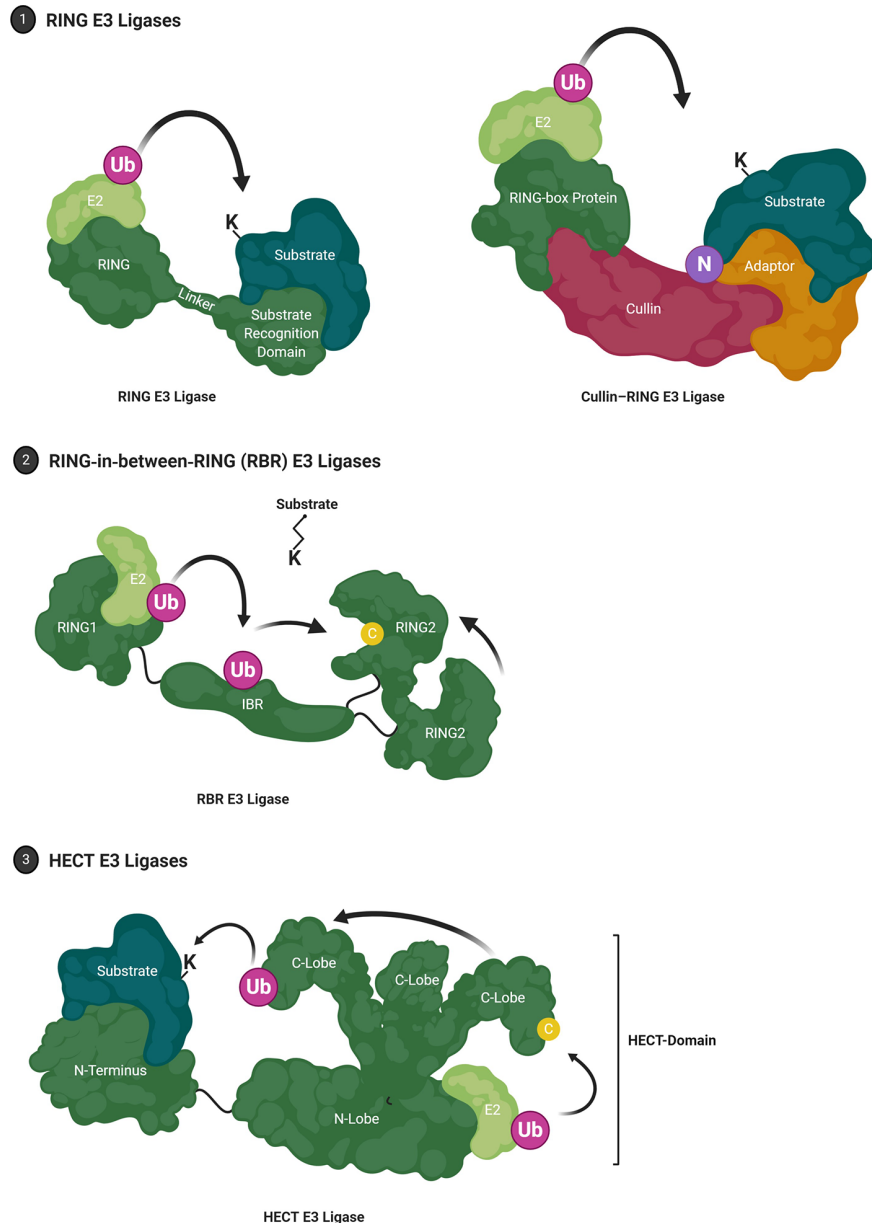 1 RING E3 Ligases
Ub
E2
RING
Linker
K
Substrate
Substrate
Recognition
Domain
RING E3 Ligase
Ub
E2
RING-box Protein
K
Substrate
N
Adaptor
Cullin
Cullin–RING E3 Ligase
2 RING-in-between-RING (RBR) E3 Ligases
Substrate
K
E2
Ub
RING1
Ub
IBR
C
RING2
RING2
RBR E3 Ligase
3 HECT E3 Ligases
Substrate
K
N-Terminus
Ub
C-Lobe
C-Lobe
C-Lobe
C
HECT-Domain
N-Lobe
E2
Ub
HECT E3 Ligase